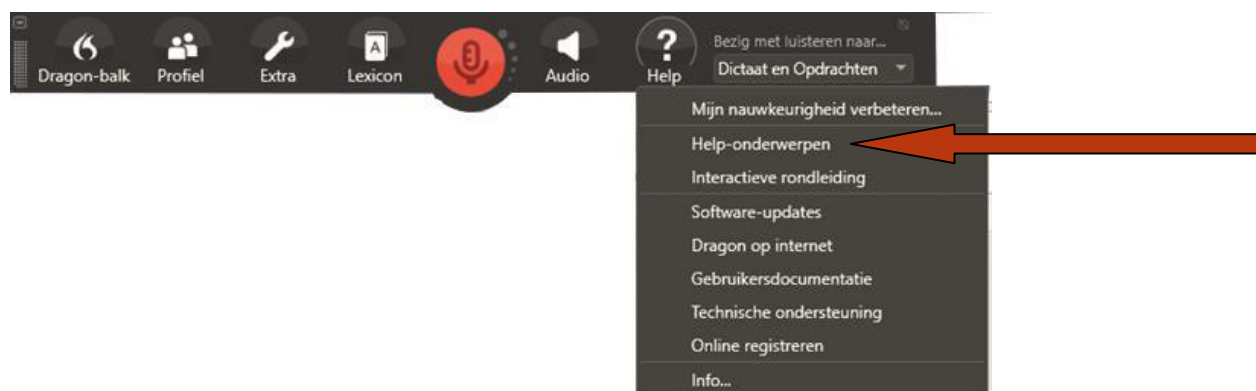 Dragon-balk Profiel Extra A Lexicon Audio ? Help Bezig met luisteren naar...
Dictaat en Opdrachten
Mijn nauwkeurigheid verbeteren...
Help-onderwerpen
Interactieve rondleiding
Software-updates
Dragon op internet
Gebruikersdocumentatie
Technische ondersteuning
Online registreren
Info...